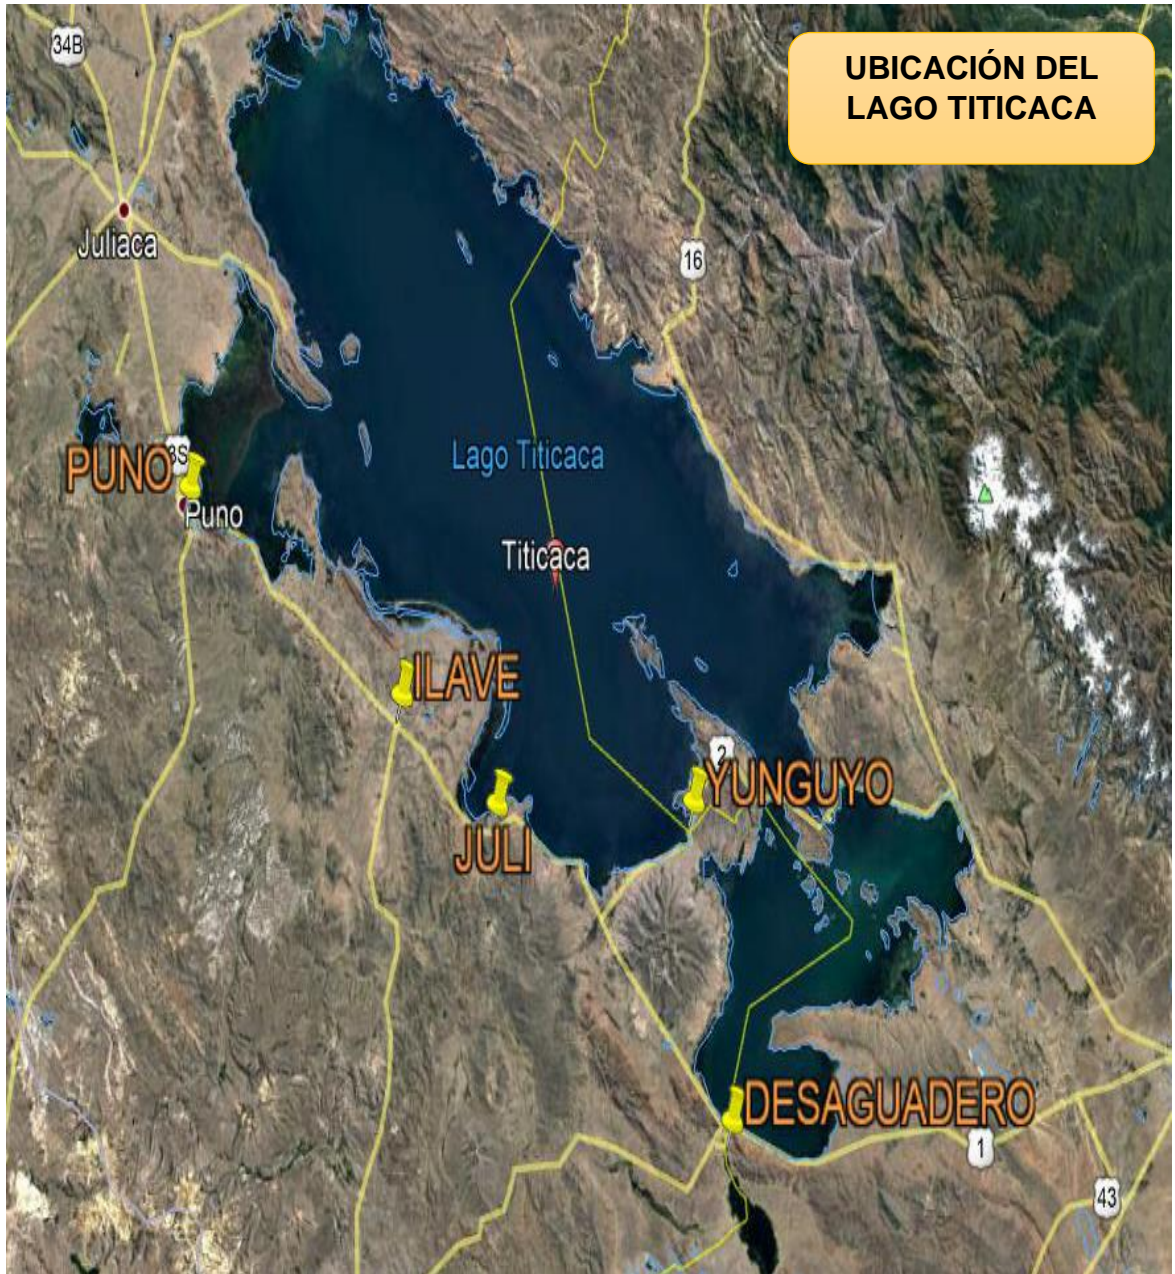 UBICACIÓN DEL
LAGO TITICACA
34B
Juliaca
16
Lago Titicaca
3S
PUNO
Puno
Titicaca
ILAVE
2
YUNGUYO
JULI
DESAGUADERO
1
43